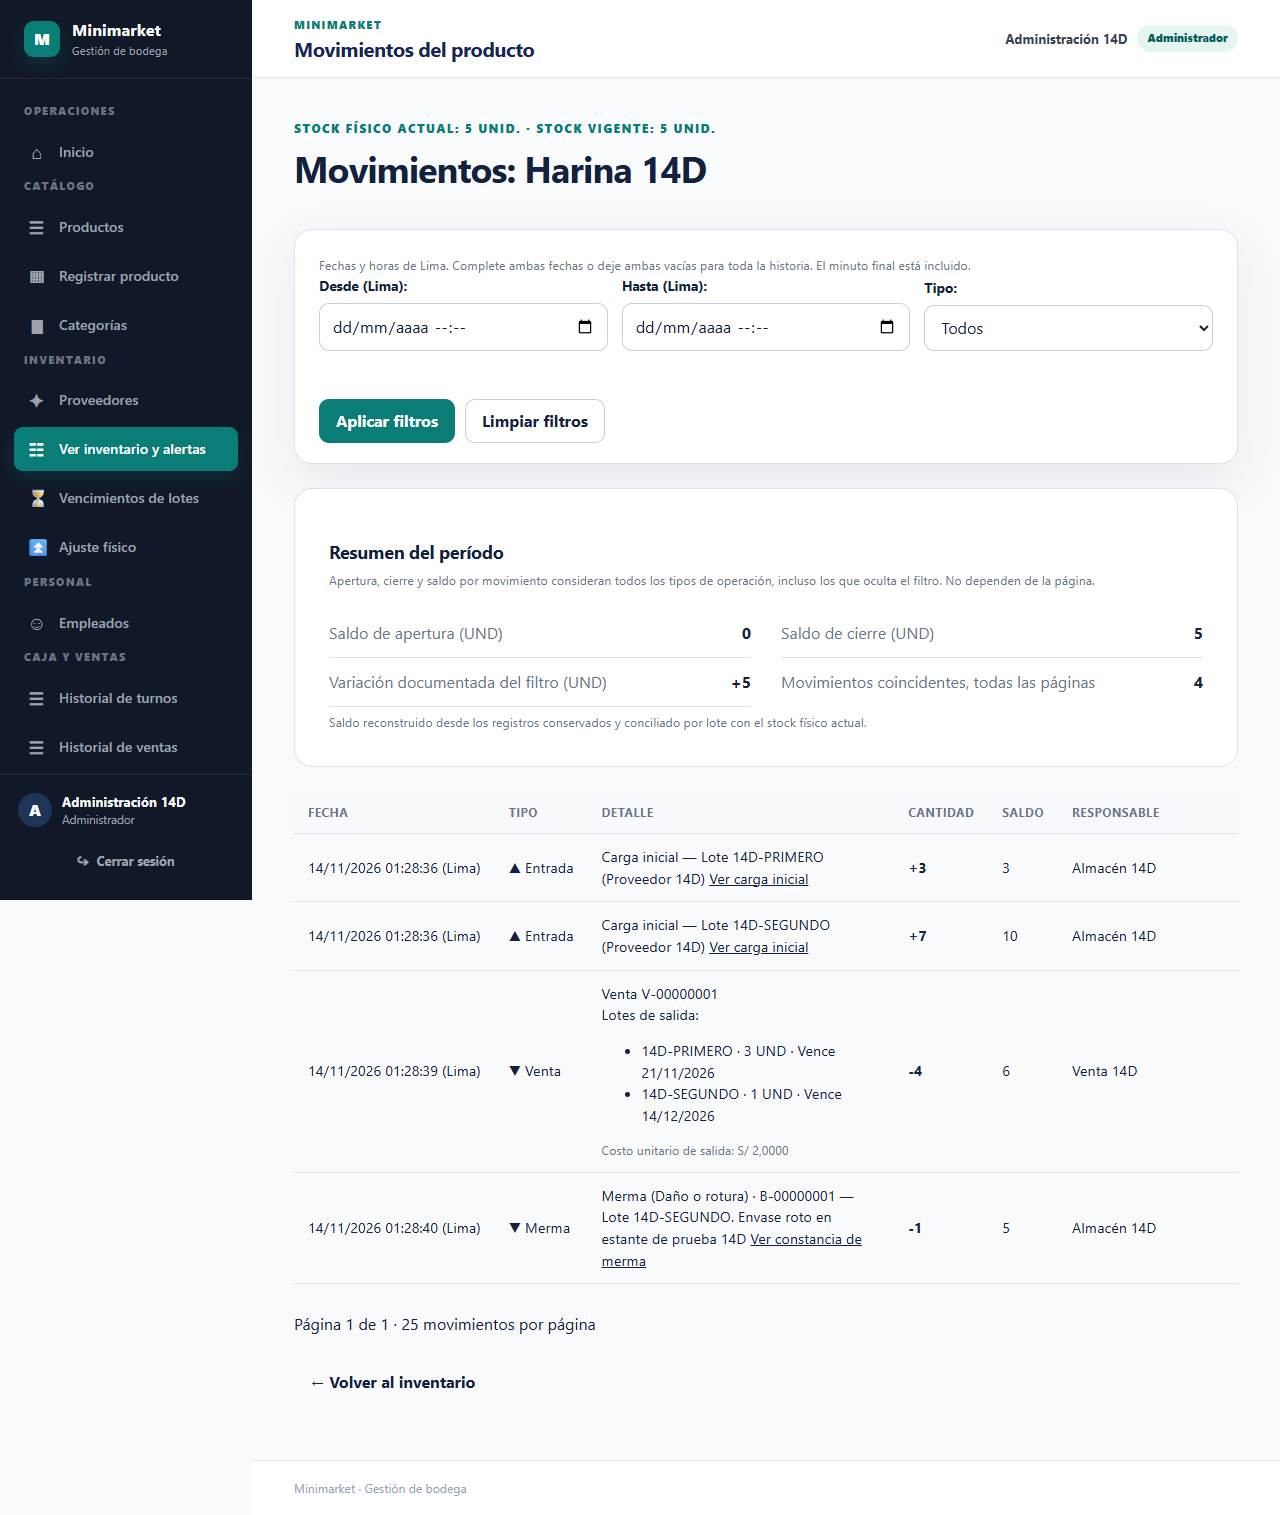 M
Minimarket
Gestión de bodega
OPERACIONES
Inicio
CATÁLOGO
Productos
Registrar producto
Categorías
INVENTARIO
Proveedores
Ver inventario y alertas
Vencimientos de lotes
Ajuste físico
PERSONAL
Empleados
CAJA Y VENTAS
Historial de turnos
Historial de ventas
A
Administración 14D
Administrador
Cerrar sesión
MINIMARKET
Movimientos del producto
Administración 14D
Administrador
STOCK FÍSICO ACTUAL: 5 UNID. · STOCK VIGENTE: 5 UNID.
Movimientos: Harina 14D
Fechas y horas de Lima. Complete ambas fechas o deje ambas vacías para toda la historia. El minuto final está incluido.
Desde (Lima): Hasta (Lima): Tipo:
dd/mm/aaaa --:-- dd/mm/aaaa --:-- Todos
Aplicar filtros Limpiar filtros
Resumen del período
Apertura, cierre y saldo por movimiento consideran todos los tipos de operación, incluso los que oculta el filtro. No dependen de la página.
Saldo de apertura (UND) 0 Saldo de cierre (UND) 5
Variación documentada del filtro (UND) +5 Movimientos coincidentes, todas las páginas 4
Saldo reconstruido desde los registros conservados y conciliado por lote con el stock físico actual.
FECHA TIPO DETALLE CANTIDAD SALDO RESPONSABLE
14/11/2026 01:28:36 (Lima) ▲ Entrada Carga inicial — Lote 14D-PRIMERO +3 3 Almacén 14D
(Proveedor 14D) Ver carga inicial
14/11/2026 01:28:36 (Lima) ▲ Entrada Carga inicial — Lote 14D-SEGUNDO +7 10 Almacén 14D
(Proveedor 14D) Ver carga inicial
14/11/2026 01:28:39 (Lima) ▼ Venta Venta V-00000001 -4 6 Venta 14D
Lotes de salida:
• 14D-PRIMERO · 3 UND · Vence
21/11/2026
• 14D-SEGUNDO · 1 UND · Vence
14/12/2026
Costo unitario de salida: S/ 2,0000
14/11/2026 01:28:40 (Lima) ▼ Merma Merma (Daño o rotura) · B-00000001 — -1 5 Almacén 14D
Lote 14D-SEGUNDO. Envase roto en
estante de prueba 14D Ver constancia de
merma
Página 1 de 1 · 25 movimientos por página
← Volver al inventario
Minimarket · Gestión de bodega